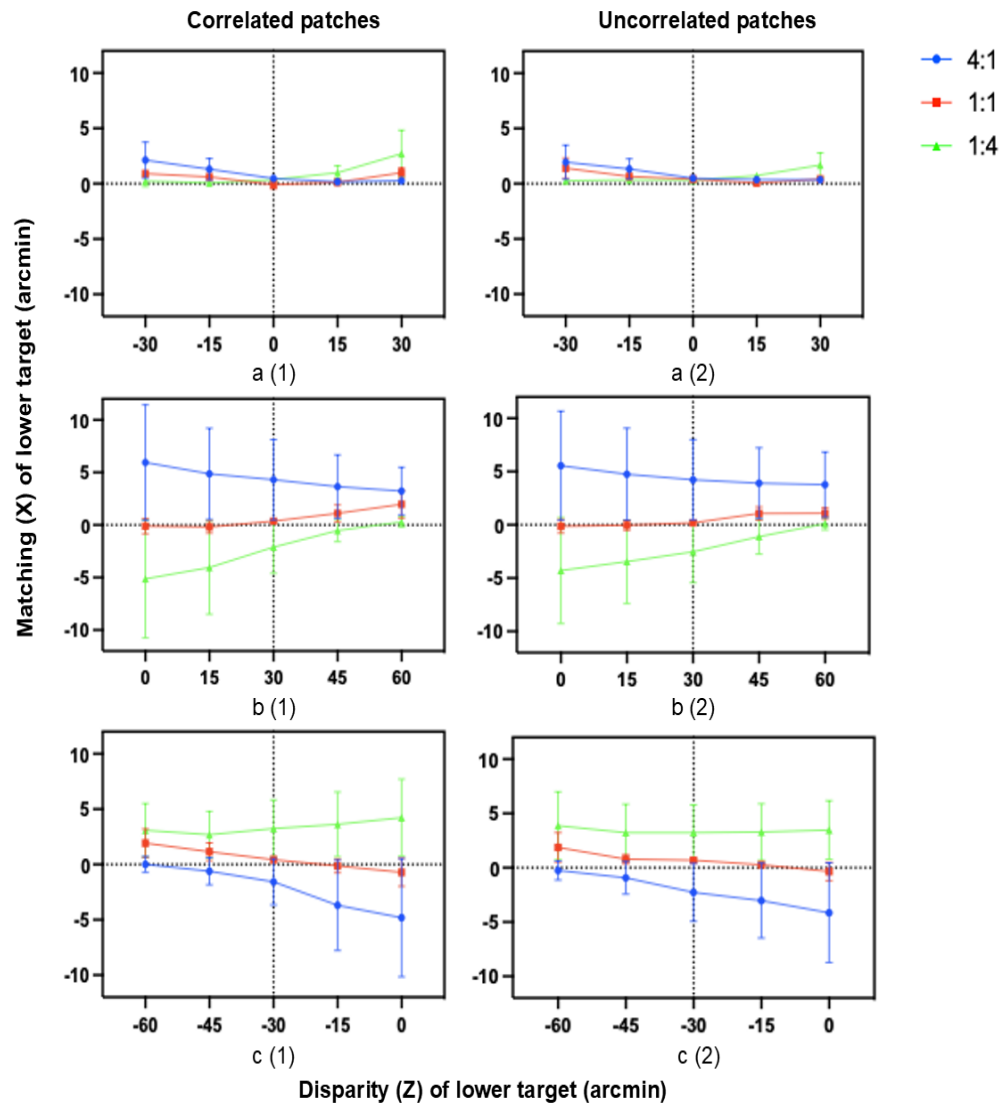 Correlated patches
Uncorrelated patches
4:1
1:1
1:4
Matching (X) of lower target (arcmin)
10
5
0
-5
-10
-30 -15 0 15 30
a (1)
10
5
0
-5
-10
-30 -15 0 15 30
a (2)
10
5
0
-5
-10
0 15 30 45 60
b (1)
10
5
0
-5
-10
0 15 30 45 60
b (2)
10
5
0
-5
-10
-60 -45 -30 -15 0
c (1)
10
5
0
-5
-10
-60 -45 -30 -15 0
c (2)
Disparity (Z) of lower target (arcmin)